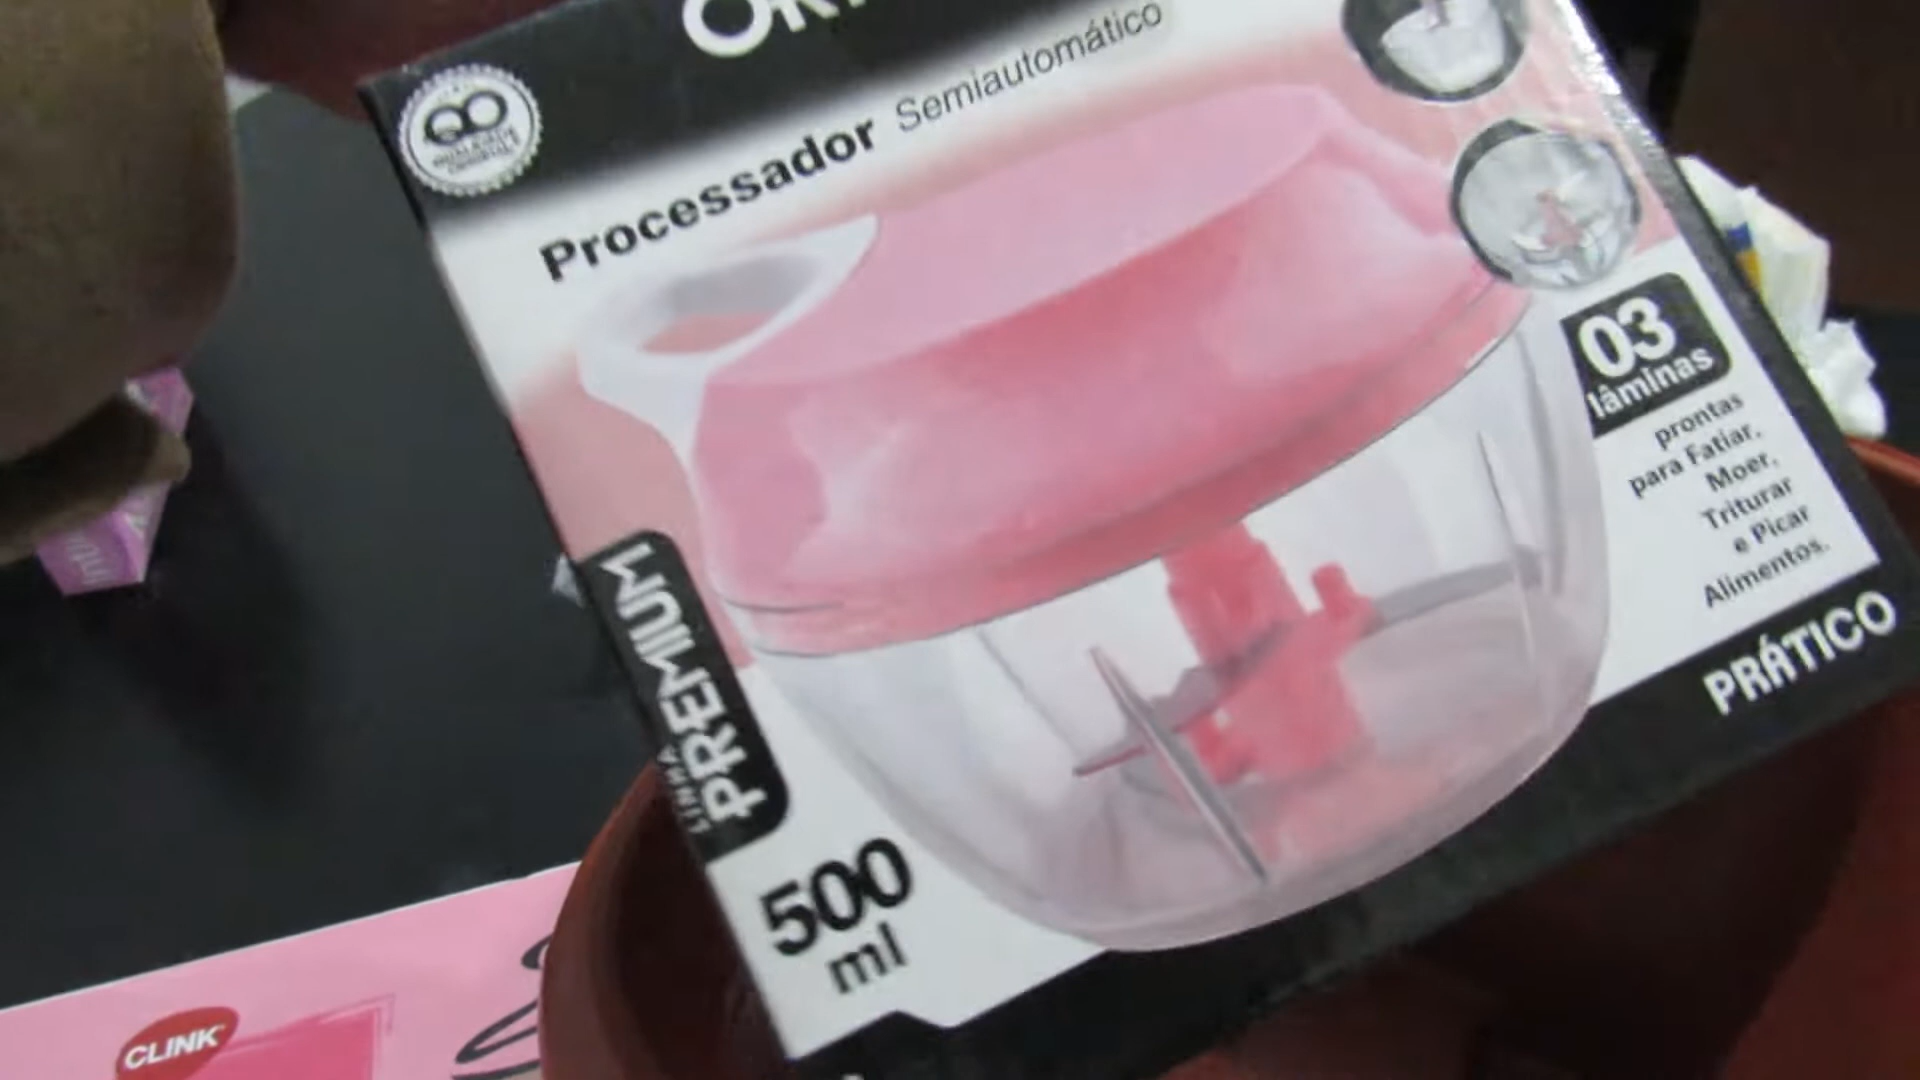 Processador Semiautomático
03
lâminas
prontas
para Fatiar,
Moer,
Triturar
e Picar
Alimentos.
PRÁTICO
LINHA
PREMIUM
500
ml
CLINK